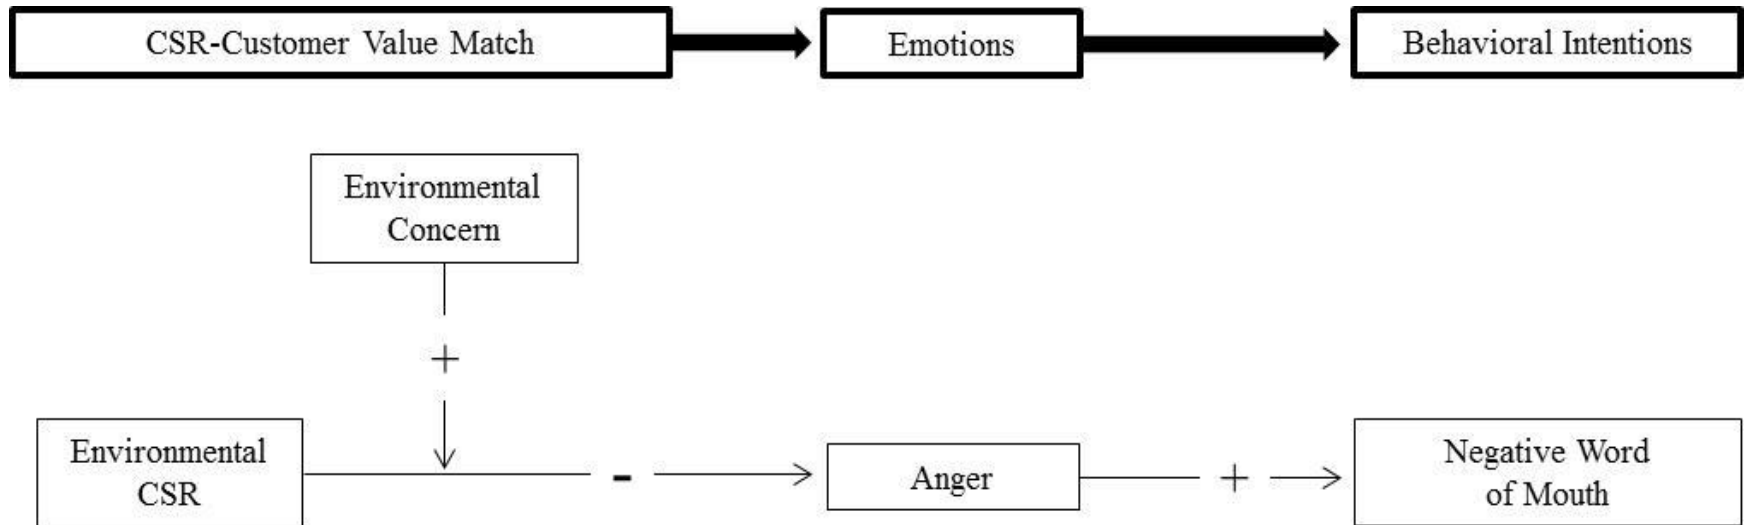 CSR-Customer Value Match
Emotions
Behavioral Intentions
Environmental
Concern
+
Environmental
CSR
-
Anger
+
Negative Word
of Mouth